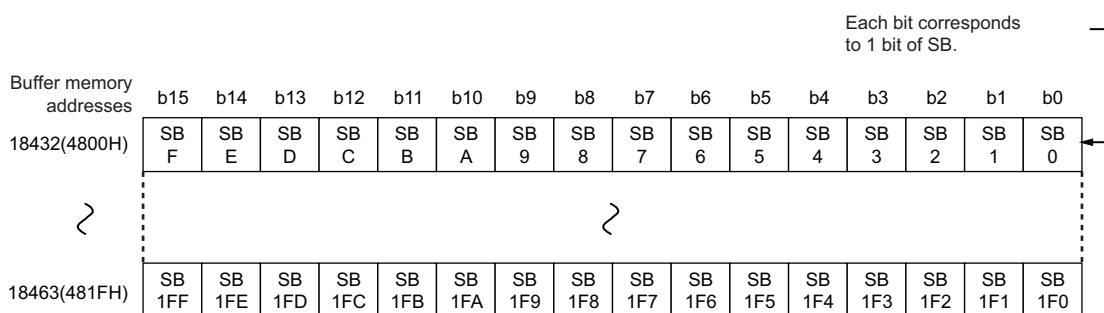 Each bit corresponds
to 1 bit of SB.
Buffer memory
addresses
b15 b14 b13 b12 b11 b10 b9 b8 b7 b6 b5 b4 b3 b2 b1 b0
18432(4800H)
SB SB SB SB SB SB SB SB SB SB SB SB SB SB SB SB
F E D C B A 9 8 7 6 5 4 3 2 1 0
18463(481FH)
SB SB SB SB SB SB SB SB SB SB SB SB SB SB SB SB
1FF 1FE 1FD 1FC 1FB 1FA 1F9 1F8 1F7 1F6 1F5 1F4 1F3 1F2 1F1 1F0